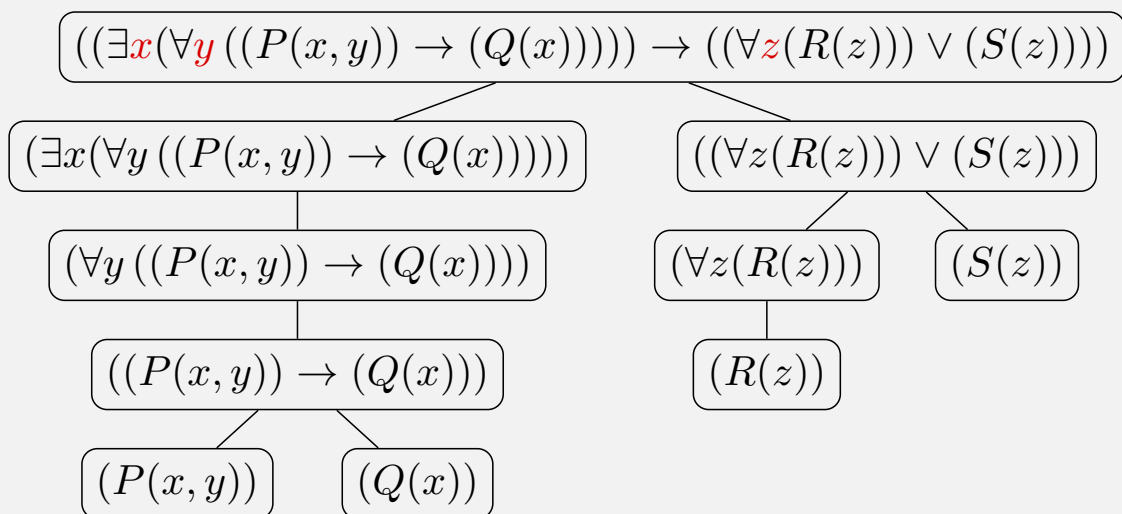 ((∃x(∀y ((P(x, y)) → (Q(x))))) → ((∀z(R(z))) ∨ (S(z))))
(∃x(∀y ((P(x, y)) → (Q(x))))) ((∀z(R(z))) ∨ (S(z)))
(∀y ((P(x, y)) → (Q(x)))) (∀z(R(z))) (S(z))
((P(x, y)) → (Q(x))) (R(z))
(P(x, y)) (Q(x))